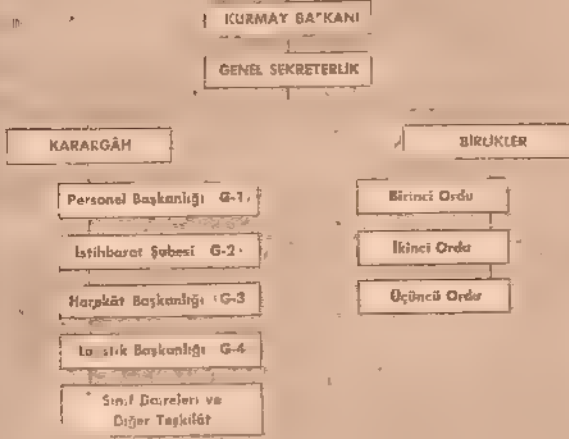 KURMAY BAŞKANI
GENEL SEKRETERLİK
KARARGÂH
Personel Başkanlığı G-1
İstihbarat Şubesi G-2
Harekât Başkanlığı G-3
Lojistik Başkanlığı G-4
Sınıf Daireleri ve
Diğer Teşkilât
BİRLİKLER
Birinci Ordu
İkinci Ordu
Üçüncü Ordu